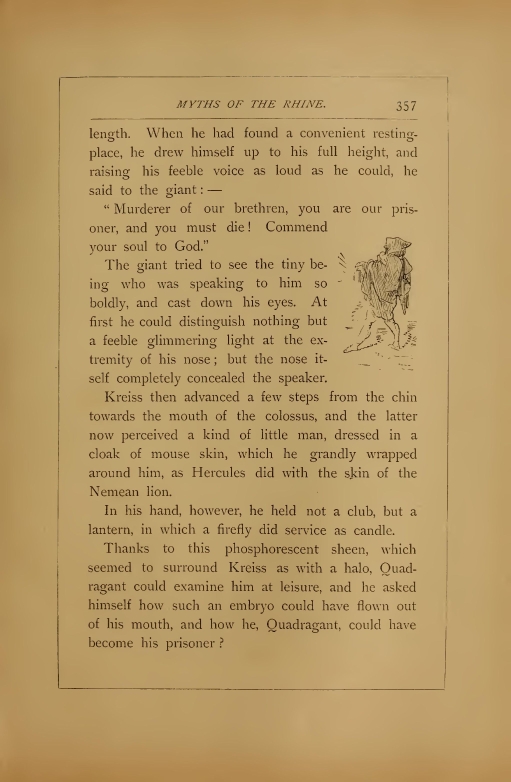 MYTHS OF THE RHINE. 357
length. When he had found a convenient resting-
place, he drew himself up to his full height, and
raising his feeble voice as loud as he could, he
said to the giant : —
“ Murderer of our brethren, you are our pris-
oner, and you must die ! Commend
your soul to God.”
The giant tried to see the tiny be-
ing who was speaking to him so
boldly, and cast down his eyes. At
first he could distinguish nothing but
a feeble glimmering light at the ex-
tremity of his nose ; but the nose it-
self completely concealed the speaker.
Kreiss then advanced a few steps from the chin
towards the mouth of the colossus, and the latter
now perceived a kind of little man, dressed in a
cloak of mouse skin, which he grandly wrapped
around him, as Hercules did with the skin of the
Nemean lion.
In his hand, however, he held not a club, but a
lantern, in which a firefly did service as candle.
Thanks to this phosphorescent sheen, which
seemed to surround Kreiss as with a halo, Quad-
ragant could examine him at leisure, and he asked
himself how such an embryo could have flown out
of his mouth, and how he, Quadragant, could have
become his prisoner ?